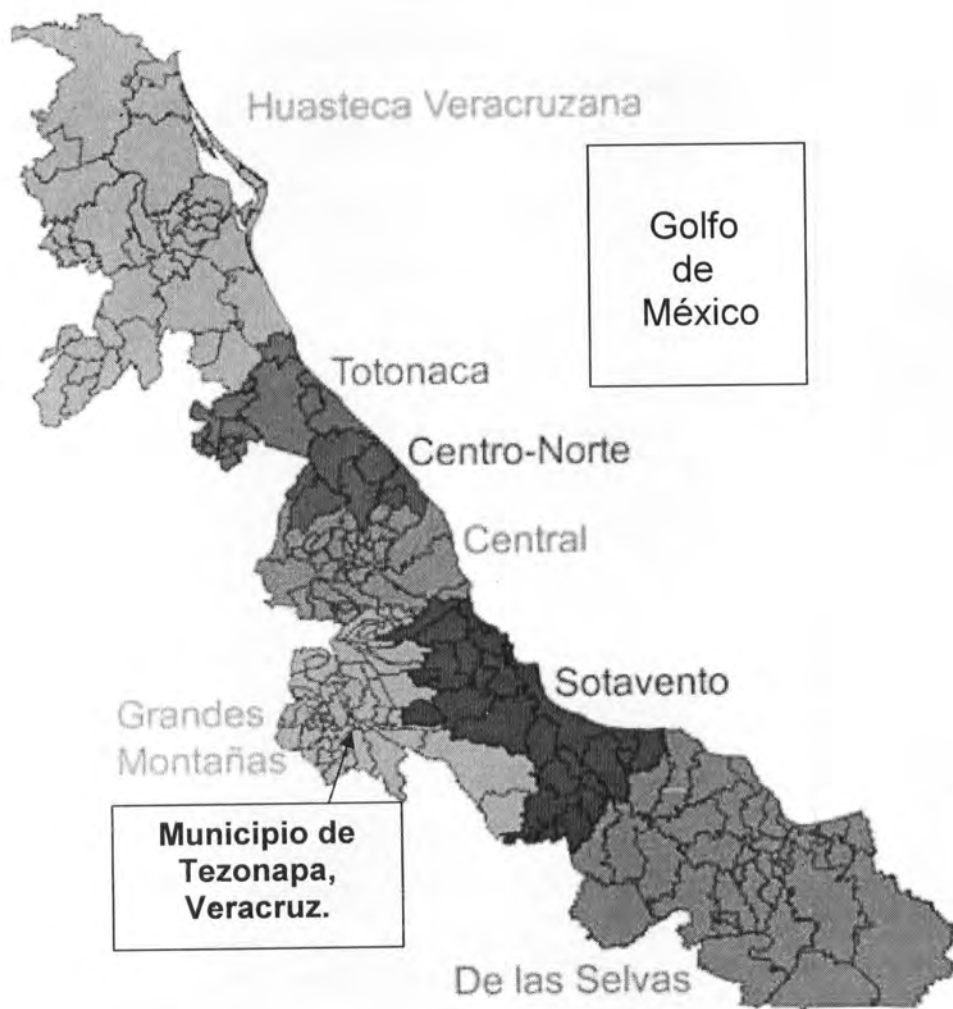 Huasteca Veracruzana
Golfo
de
México
Totonaca
Centro-Norte
Central
Sotavento
Grandes
Montañas
Municipio de
Tezonapa,
Veracruz.
De las Selvas